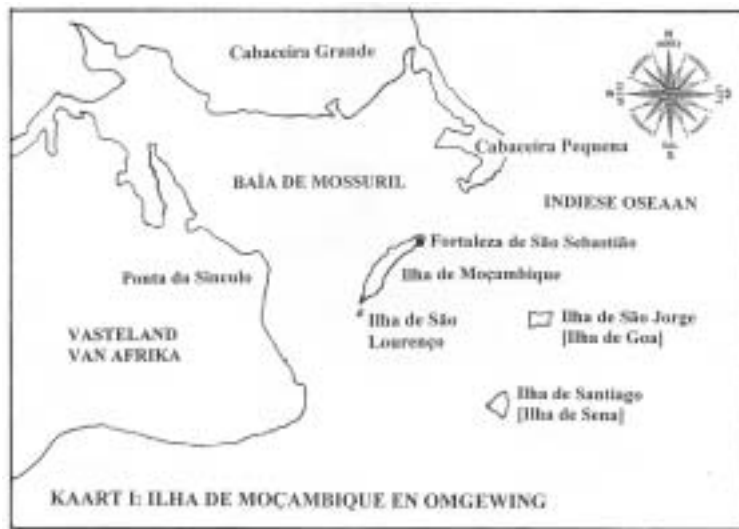 Cabaceira Grande
Cabaceira Pequena
BAÌA DE MOSSURIL
INDIESE OSEAAN
Fortaleza de São Sebastião
Ilha de Moçambique
Ponta da Sinculo
Ilha de São
Lourenço
Ilha de São Jorge
[Ilha de Goa]
VASTELAND
VAN AFRIKA
Ilha de Santiago
[Ilha de Sena]
KAART I: ILHA DE MOÇAMBIQUE EN OMGEWING